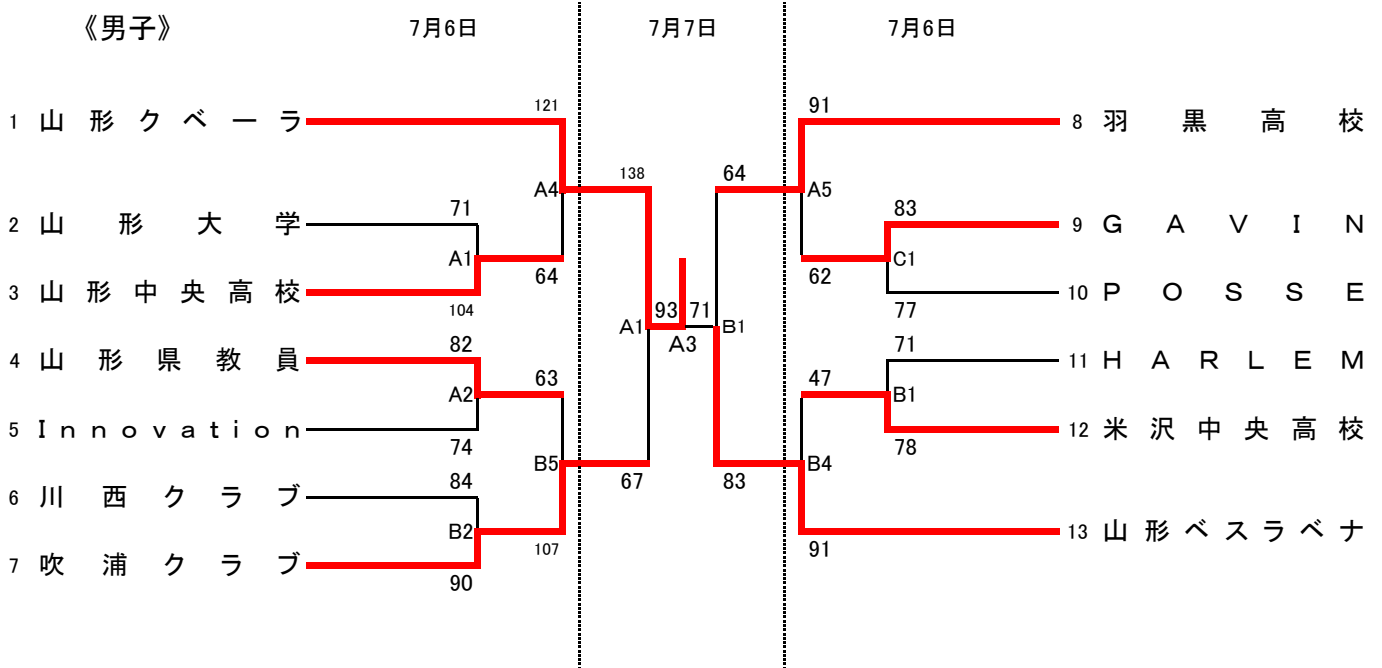 《男子》 7月6日 7月7日 7月6日
121 91
1 山形クベーラ 8 羽黒高校
138 64
A4 A5
71 83
2 山形大学 9 GAVIN
A1 C1
64 62
3 山形中央高校 10 POSSE
104 93 71 77
A1 B1
A3
82 71
4 山形県教員 11 HARLEM
63 47
A2 B1
5 Innovation 12 米沢中央高校
74 78
B5 B4
84 67 83
6 川西クラブ
B2 13 山形ベスラベナ
107 91
7 吹浦クラブ
90